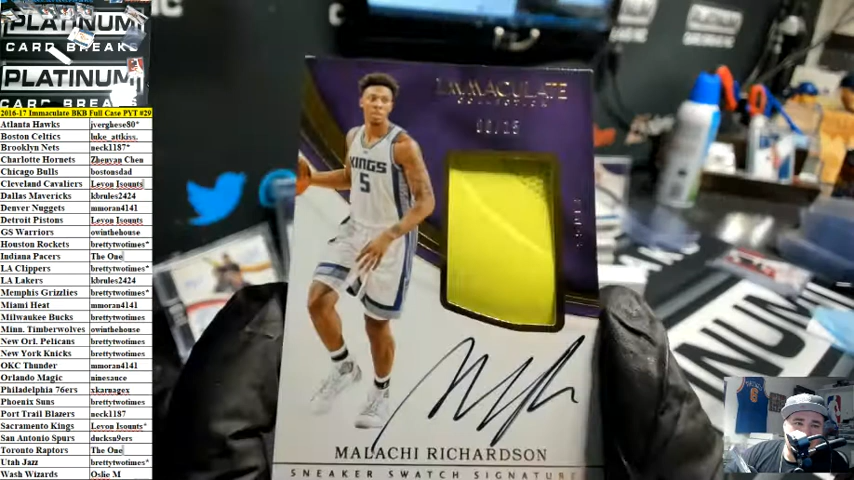 PLATINUM
CARD BREAKS
PLATINUM
CARD BREAKS
2016-17 Immaculate BKB Full Case PYT #29
Atlanta Hawks jverghese80*
Boston Celtics luke_attkiss.
Brooklyn Nets neck1187*
Charlotte Hornets Zhenyan Chen
Chicago Bulls bostonsdad
Cleveland Cavaliers Levon Isounts
Dallas Mavericks kbrules2424
Denver Nuggets mmoran4141
Detroit Pistons Levon Isounts
GS Warriors owinthehouse
Houston Rockets brettytwotimes*
Indiana Pacers The One
LA Clippers brettytwotimes*
LA Lakers kbrules2424
Memphis Grizzlies brettytwotimes*
Miami Heat mmoran4141
Milwaukee Bucks brettytwotimes
Minn. Timberwolves owinthehouse
New Orl. Pelicans brettytwotimes
New York Knicks brettytwotimes
OKC Thunder mmoran4141
Orlando Magic ninesauce
Philadelphia 76ers xkarnagex
Phoenix Suns brettytwotimes
Port Trail Blazers neck1187
Sacramento Kings Levon Isounts*
San Antonio Spurs ducksn9ers
Toronto Raptors The One
Utah Jazz brettytwotimes*
Wash Wizards Oslie M
IMMACULATE
COLLECTION
KINGS
5
MALACHI RICHARDSON
SNEAKER SWATCH SIGNATURE
PLATINUM